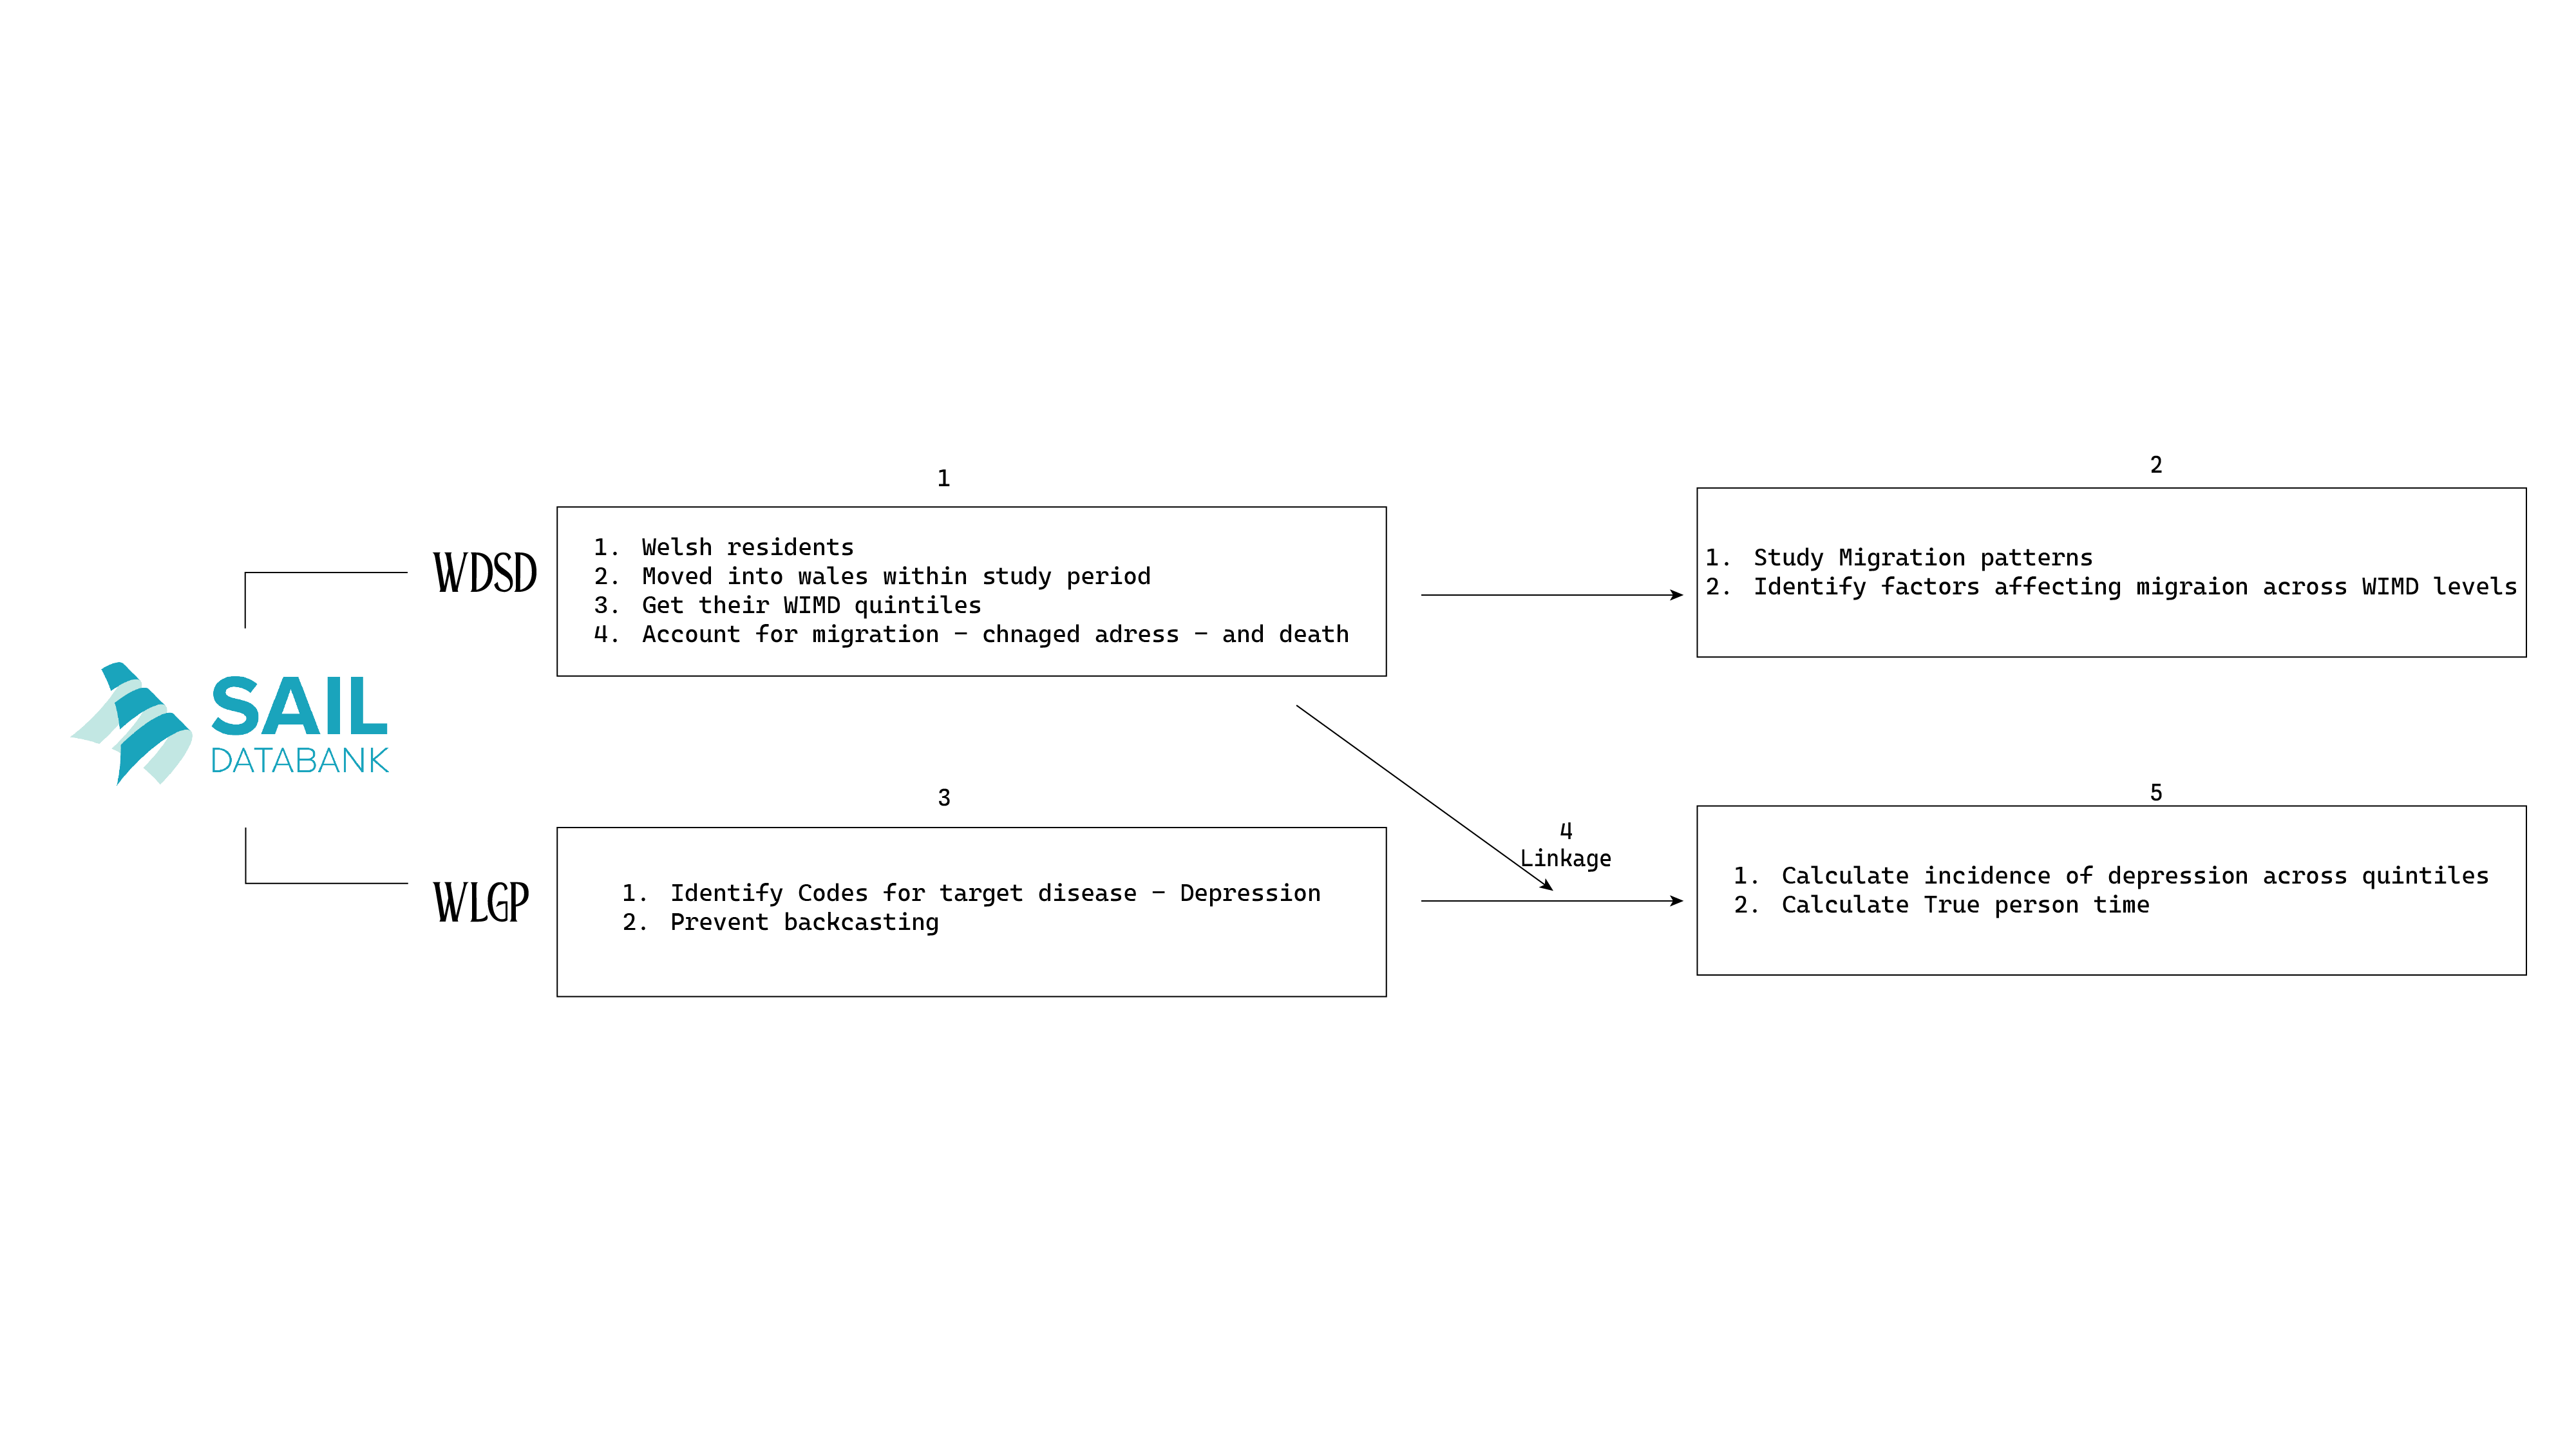 SAIL
DATABANK
WDSD
1
1. Welsh residents
2. Moved into wales within study period
3. Get their WIMD quintiles
4. Account for migration – chnaged adress – and death
2
1. Study Migration patterns
2. Identify factors affecting migraion across WIMD levels
WLGP
3
1. Identify Codes for target disease – Depression
2. Prevent backcasting
4
Linkage
5
1. Calculate incidence of depression across quintiles
2. Calculate True person time